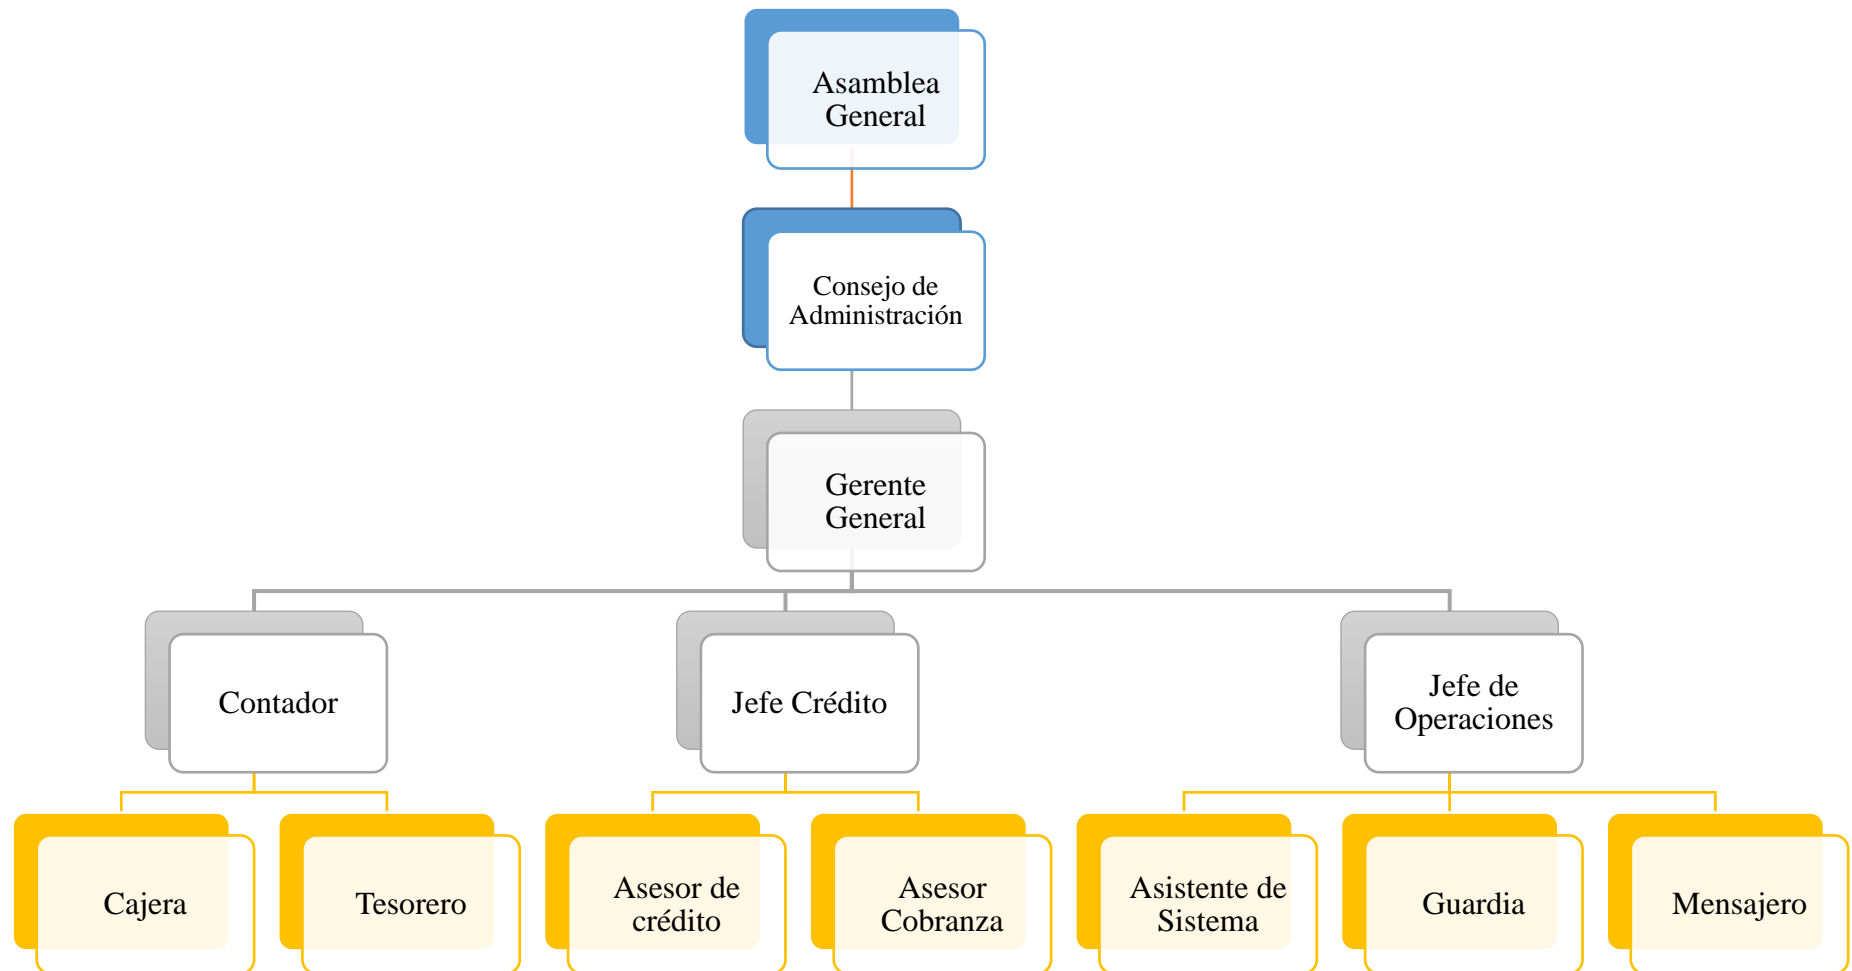 Asamblea
General
Consejo de
Administración
Gerente
General
Contador
Jefe Crédito
Jefe de
Operaciones
Cajera
Tesorero
Asesor de
crédito
Asesor
Cobranza
Asistente de
Sistema
Guardia
Mensajero